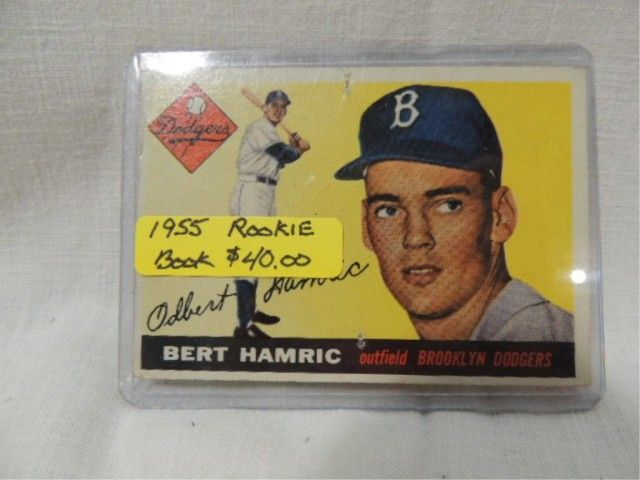 Dodgers
B
1955 ROOKIE
BOOK $40.00
Odbert Hamric
BERT HAMRIC outfield BROOKLYN DODGERS